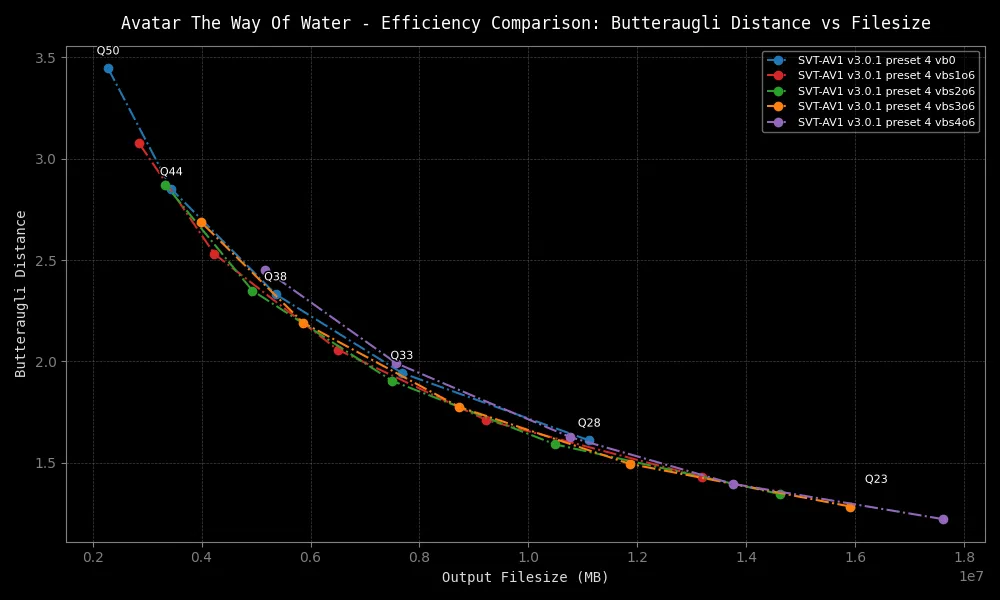 Avatar The Way Of Water - Efficiency Comparison: Butteraugli Distance vs Filesize
SVT-AV1 v3.0.1 preset 4 vb0
SVT-AV1 v3.0.1 preset 4 vbs1o6
SVT-AV1 v3.0.1 preset 4 vbs2o6
SVT-AV1 v3.0.1 preset 4 vbs3o6
SVT-AV1 v3.0.1 preset 4 vbs4o6
Q50
Q44
Q38
Q33
Q28
Q23
Butteraugli Distance
3.5
3.0
2.5
2.0
1.5
0.2 0.4 0.6 0.8 1.0 1.2 1.4 1.6 1.8
1e7
Output Filesize (MB)